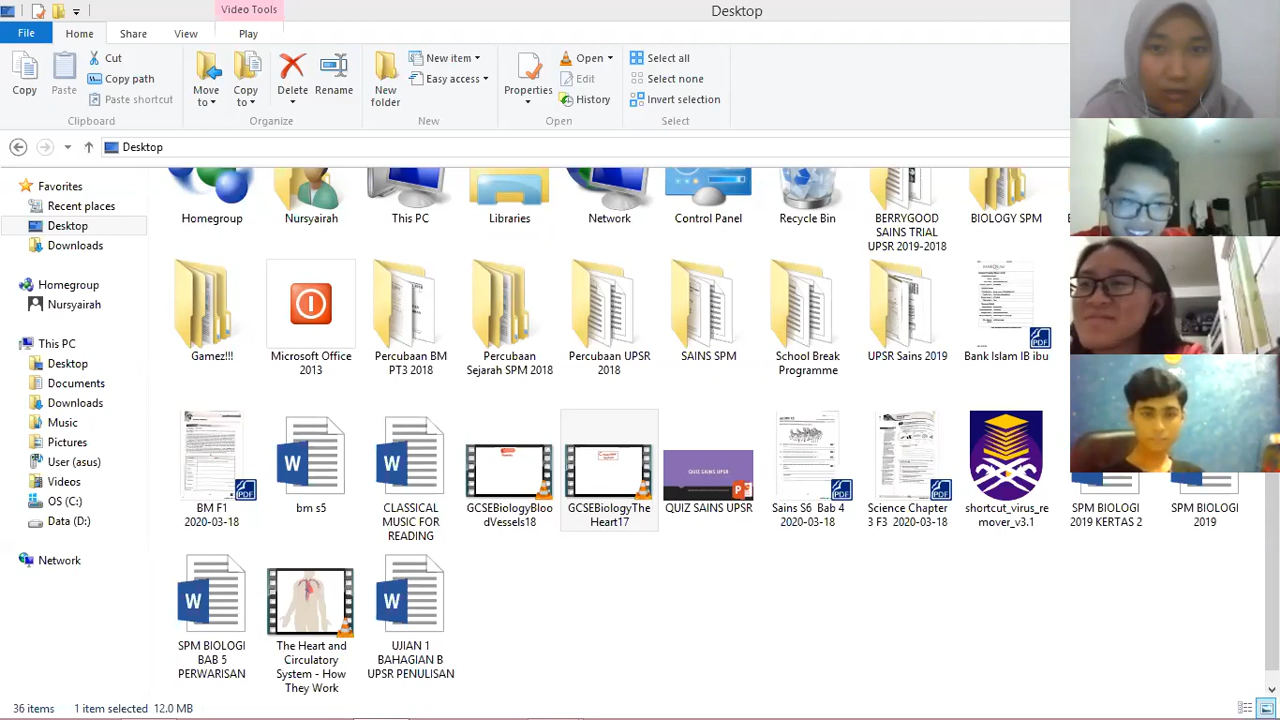 Video Tools
Desktop
File
Home
Share
View
Play
Copy
Paste
Cut
Copy path
Paste shortcut
Clipboard
Move to
Copy to
Delete
Rename
Organize
New folder
New item
Easy access
New
Properties
Open
Edit
History
Open
Select all
Select none
Invert selection
Select
Desktop
Favorites
Recent places
Desktop
Downloads
Homegroup
Nursyairah
This PC
Desktop
Documents
Downloads
Music
Pictures
User (asus)
Videos
OS (C:)
Data (D:)
Network
Homegroup
Nursyairah
This PC
Libraries
Network
Control Panel
Recycle Bin
BERRYGOOD
SAINS TRIAL
UPSR 2019-2018
BIOLOGY SPM
Gamez!!!
Microsoft Office
2013
Percubaan BM
PT3 2018
Percubaan
Sejarah SPM 2018
Percubaan UPSR
2018
SAINS SPM
School Break
Programme
UPSR Sains 2019
Bank Islam IB ibu
BM F1
2020-03-18
bm s5
CLASSICAL
MUSIC FOR
READING
GCSEBiologyBloo
dVessels18
GCSEBiologyThe
Heart17
QUIZ SAINS UPSR
QUIZ SAINS UPSR
Sains S6 Bab 4
2020-03-18
Science Chapter
3 F3 2020-03-18
shortcut_virus_re
mover_v3.1
SPM BIOLOGI
2019 KERTAS 2
SPM BIOLOGI
2019
SPM BIOLOGI
BAB 5
PERWARISAN
The Heart and
Circulatory
System - How
They Work
UJIAN 1
BAHAGIAN B
UPSR PENULISAN
36 items
1 item selected 12.0 MB